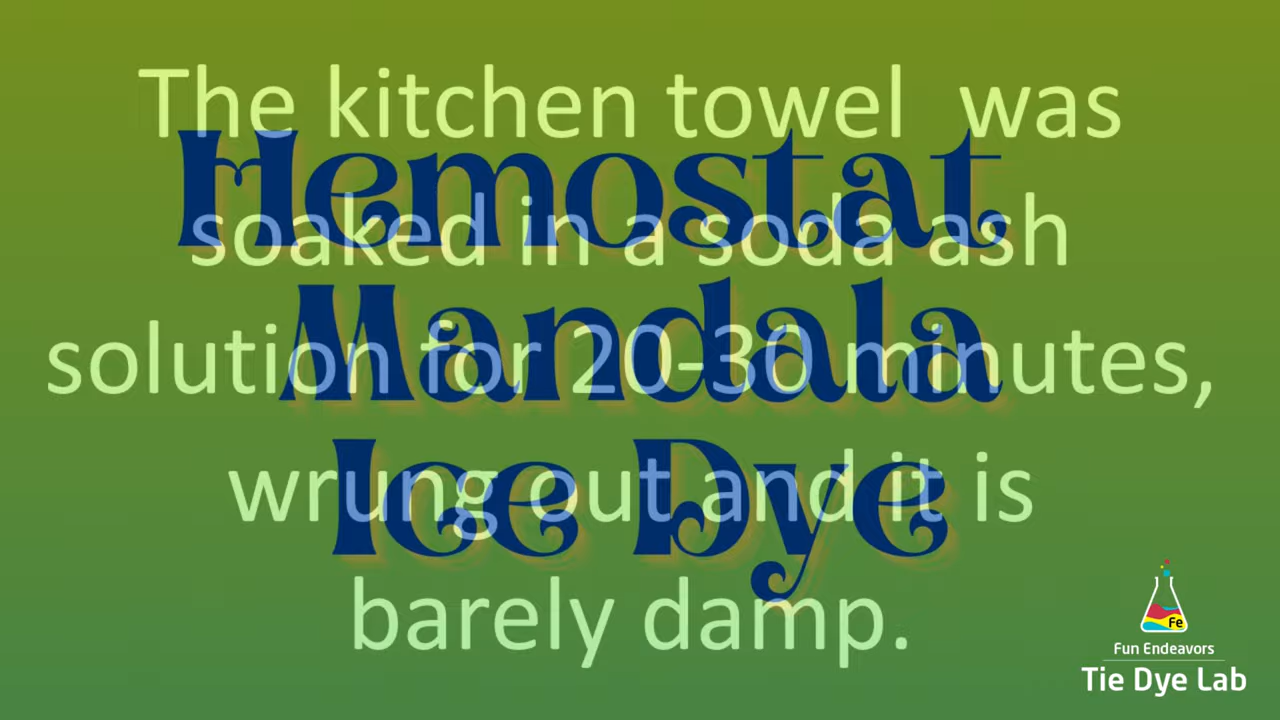 The kitchen towel was
soaked in a soda ash
solution for 20-30 minutes,
wrung out and it is
barely damp.
Hemostat
Mandala
Ice Dye
Fe
Fun Endeavors
Tie Dye Lab